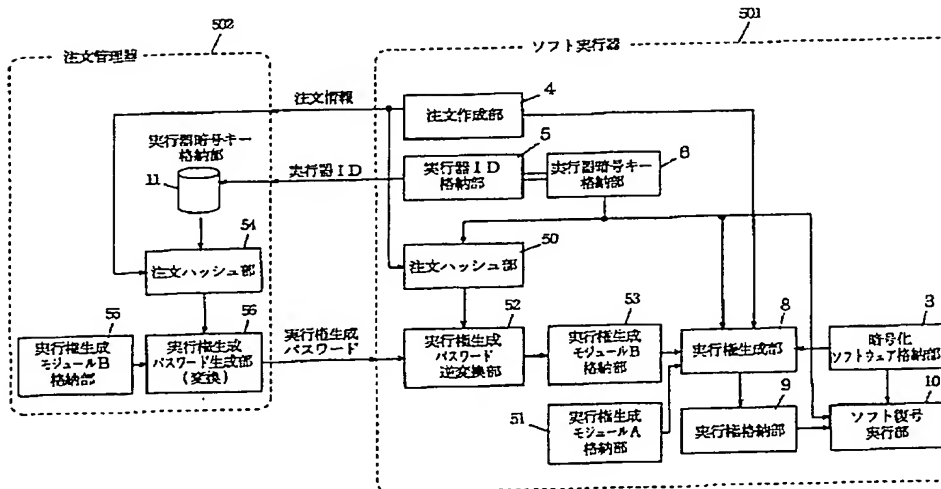 502
501
注文管理器
ソフト実行器
注文情報
4
注文作成部
実行器暗号キー
格納部
11
実行器ID
5
実行器ID
格納部
6
実行器暗号キー
格納部
54
注文ハッシュ部
50
注文ハッシュ部
55
実行権生成
モジュールB
格納部
56
実行権生成
パスワード生成部
(変換)
実行権生成
パスワード
52
実行権生成
パスワード
逆変換部
53
実行権生成
モジュールB
格納部
8
実行権生成部
3
暗号化
ソフトウェア格納部
51
実行権生成
モジュールA
格納部
9
実行権格納部
10
ソフト復号
実行部